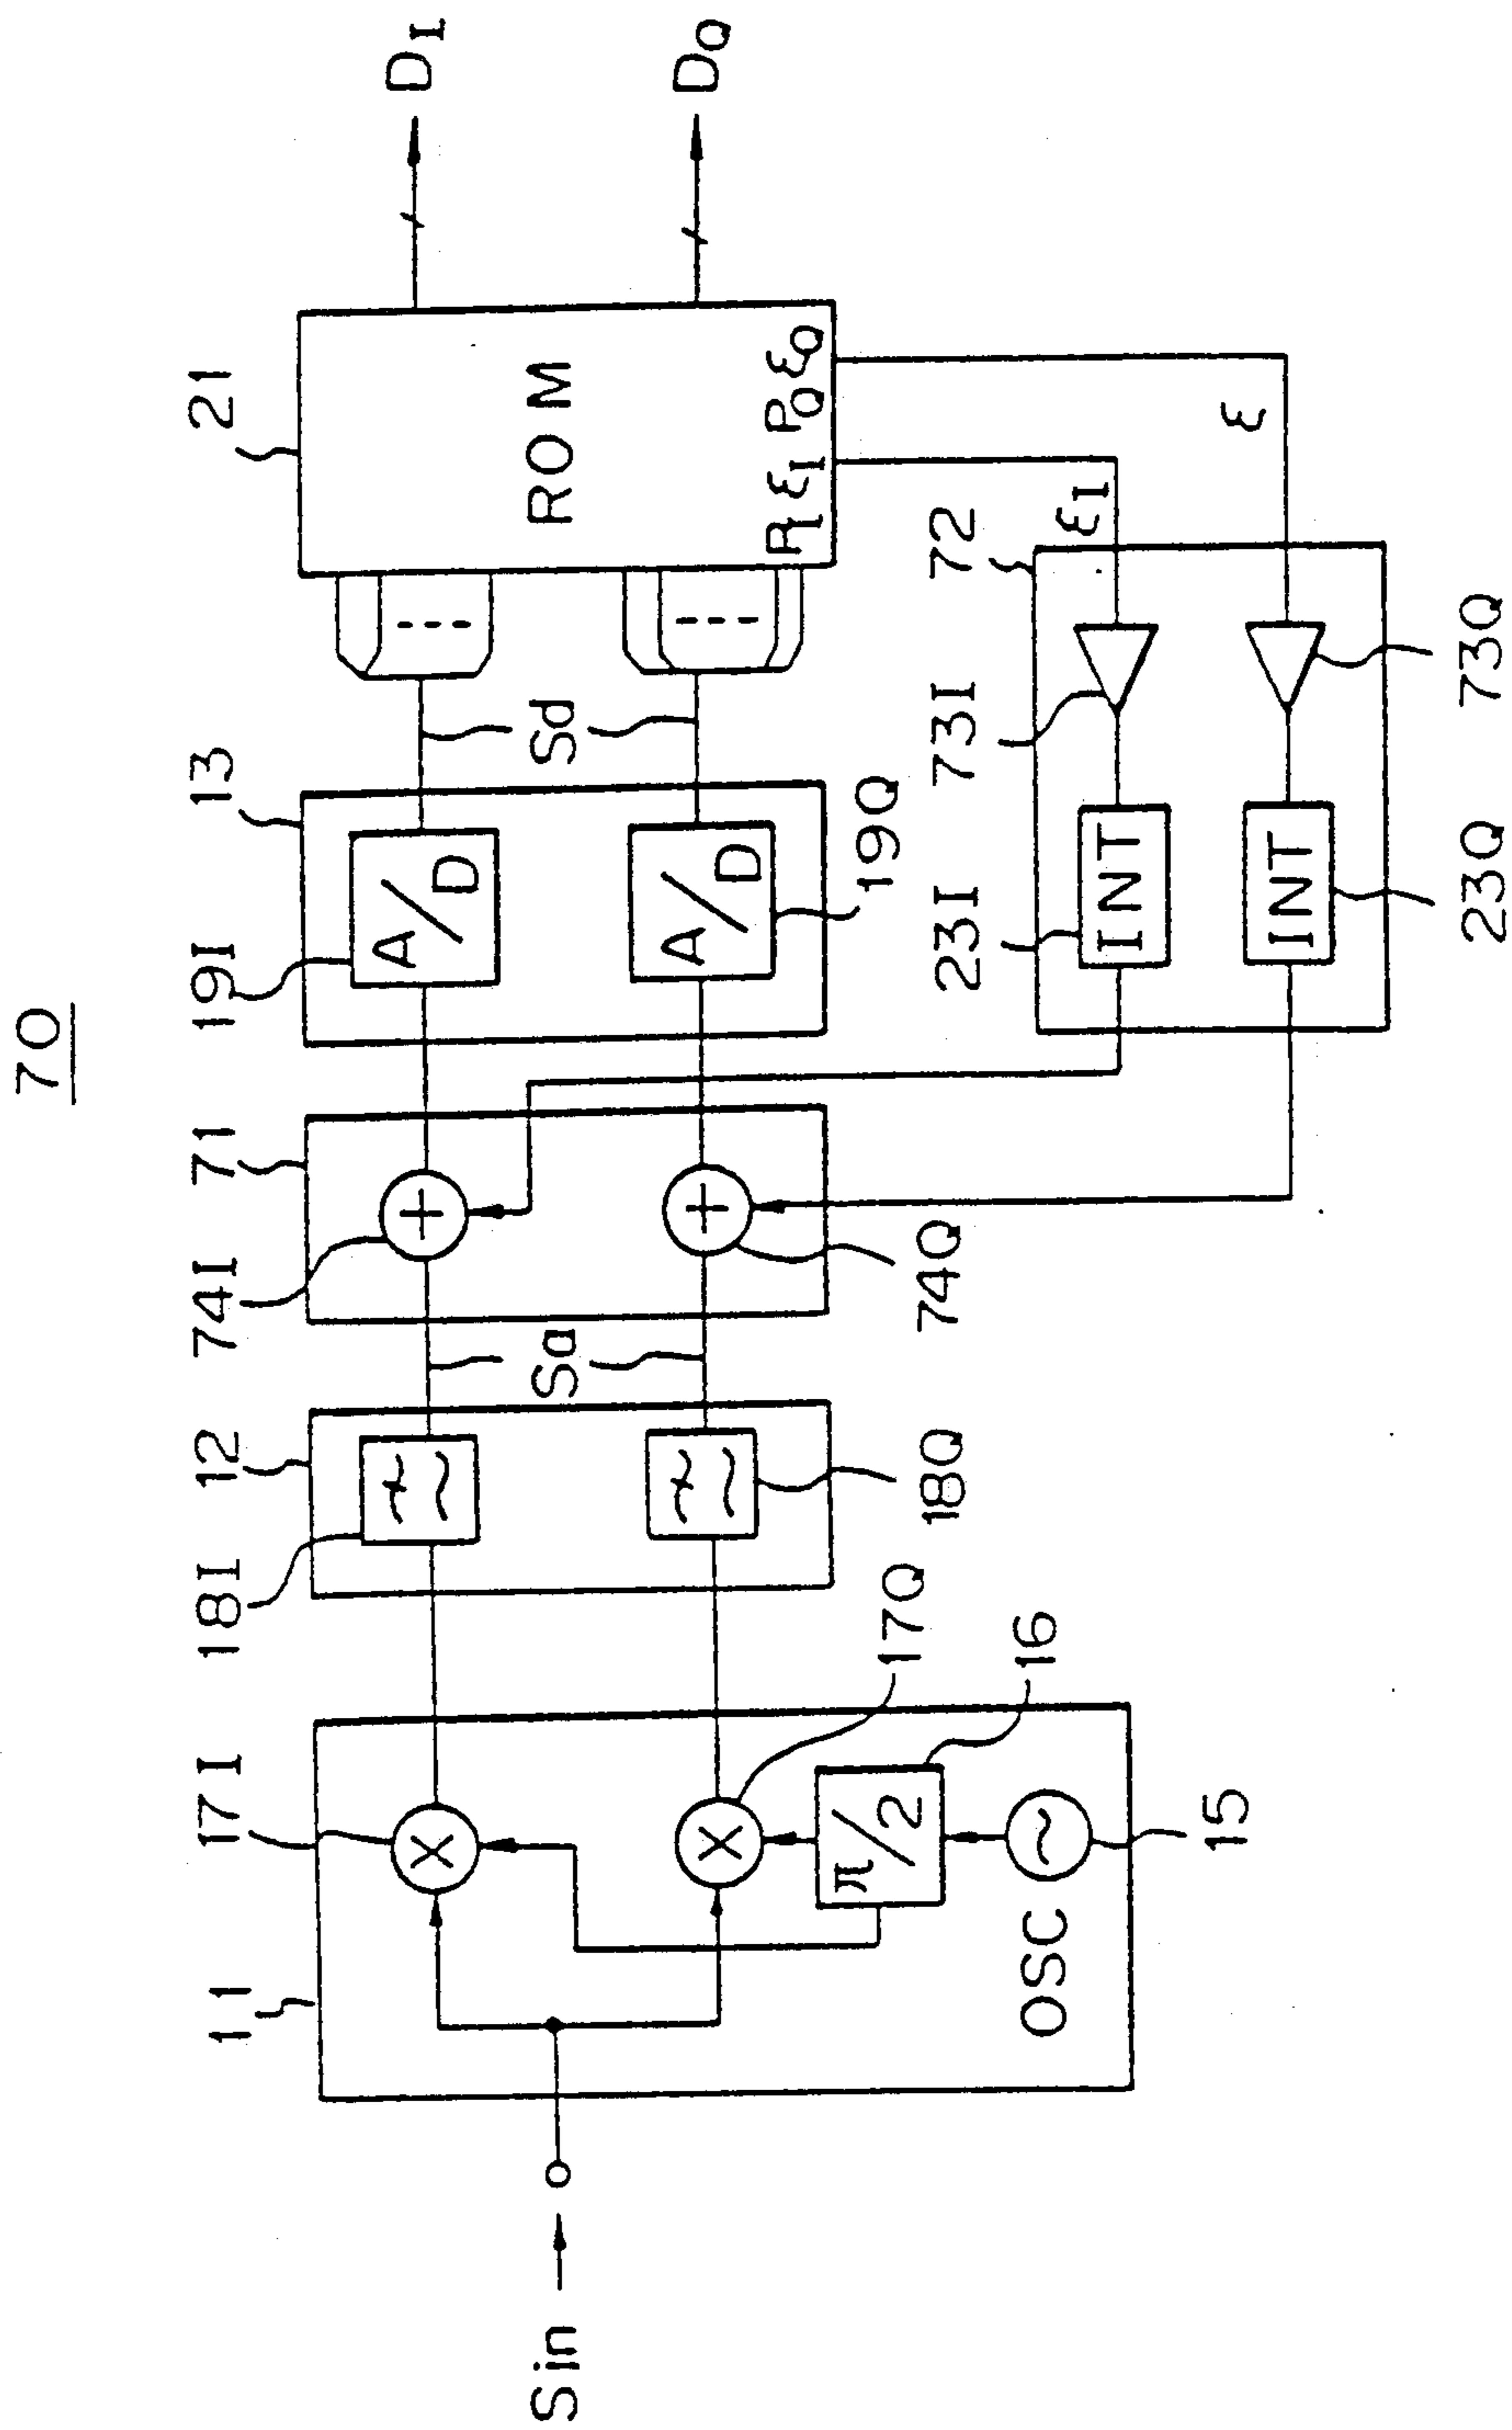 70
11
17I
18I
12
74I
71
19I
13
21
Sin
X
X
π/2
OSC
~
17Q
16
15
18Q
Sa
+
+
74Q
A/D
A/D
19Q
Sd
ROM
PI εI PQ εQ
DI
DQ
72
εI
ε
73I
73Q
23I
INT
INT
23Q